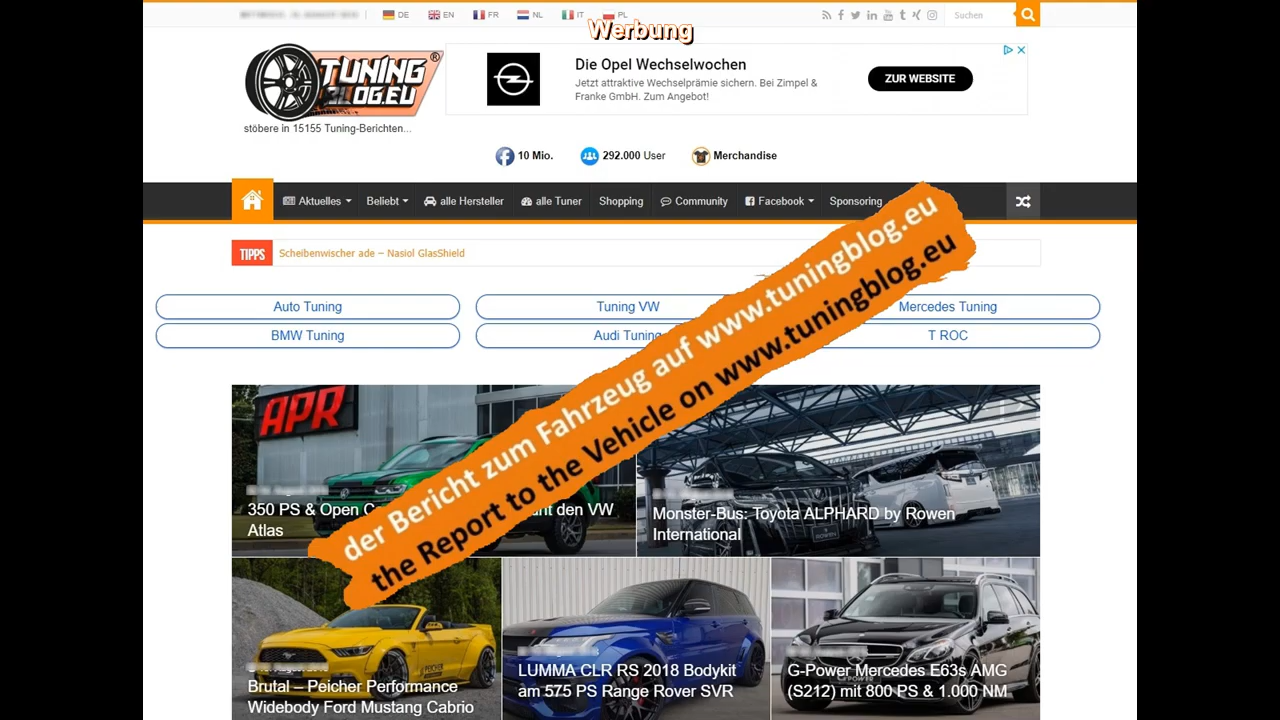 DE
EN
FR
NL
IT
PL
Suchen
Werbung
TUNING
BLOG.EU
®
stöbere in 15155 Tuning-Berichten...
Die Opel Wechselwochen
Jetzt attraktive Wechselprämie sichern. Bei Zimpel &
Franke GmbH. Zum Angebot!
ZUR WEBSITE
10 Mio.
292.000 User
Merchandise
Aktuelles
Beliebt
alle Hersteller
alle Tuner
Shopping
Community
Facebook
Sponsoring
TIPPS
Scheibenwischer ade – Nasiol GlasShield
Auto Tuning
Tuning VW
Mercedes Tuning
BMW Tuning
Audi Tuning
T ROC
der Bericht zum Fahrzeug auf www.tuningblog.eu
the Report to the Vehicle on www.tuningblog.eu
APR
350 PS & Open
den VW
Atlas
Monster-Bus: Toyota ALPHARD by Rowen
International
Brutal – Peicher Performance
Widebody Ford Mustang Cabrio
PEICHER
LUMMA CLR RS 2018 Bodykit
am 575 PS Range Rover SVR
G-Power Mercedes E63s AMG
(S212) mit 800 PS & 1.000 NM